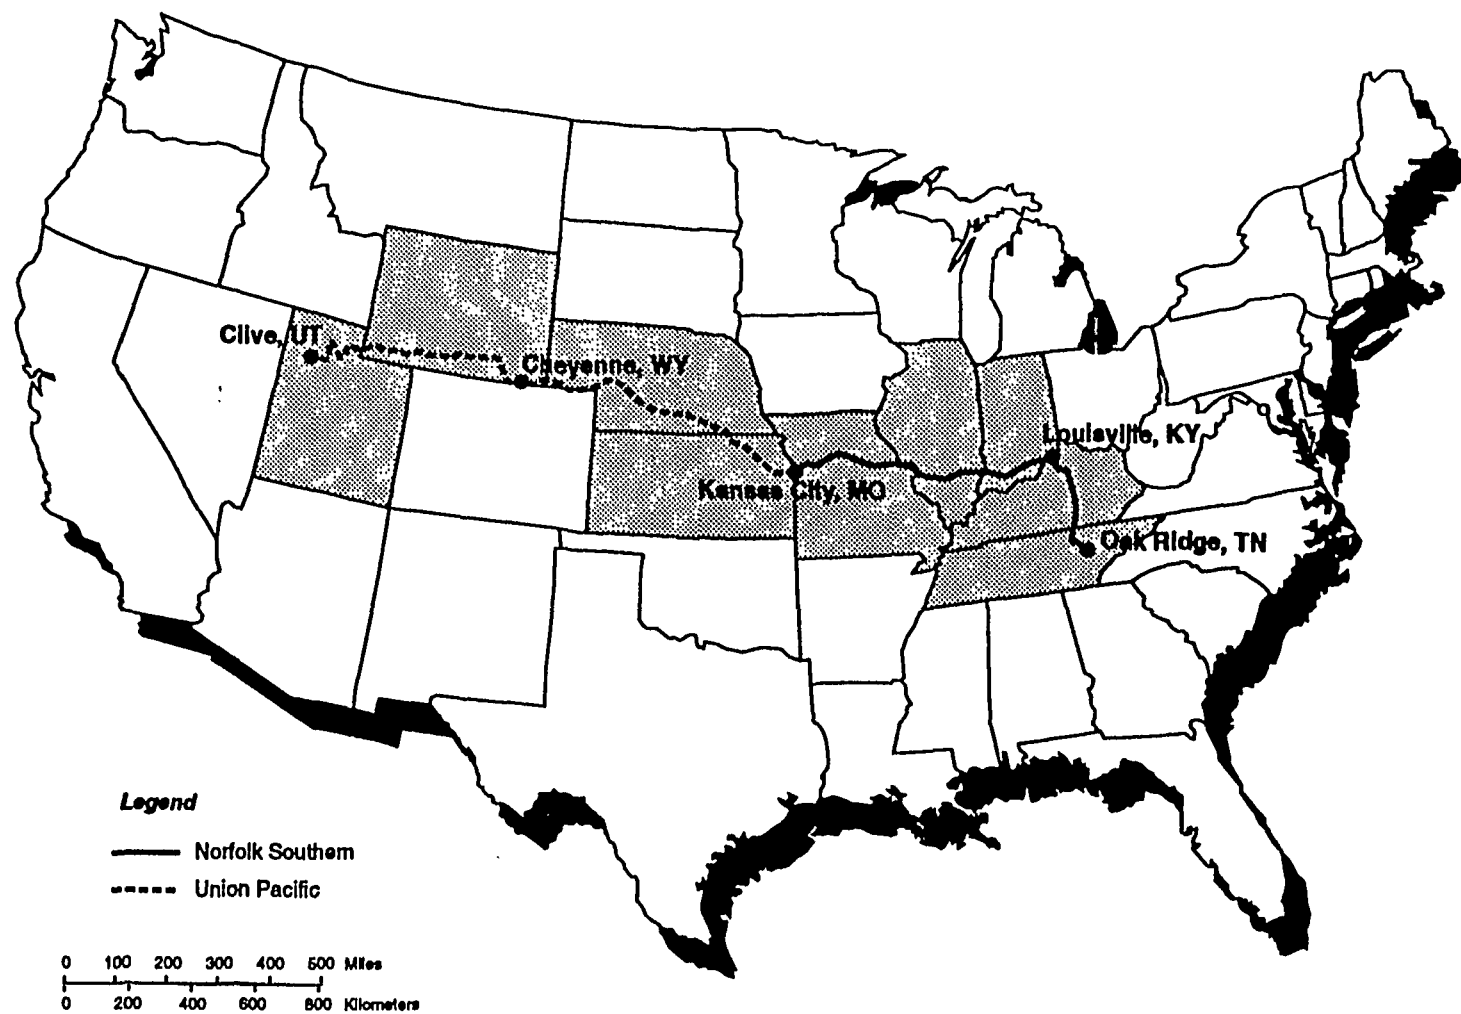 Clive, UT
Cheyenne, WY
Louisville, KY
Kansas City, MO
Oak Ridge, TN
Legend
Norfolk Southern
Union Pacific
0 100 200 300 400 500 Miles
0 200 400 600 800 Kilometers